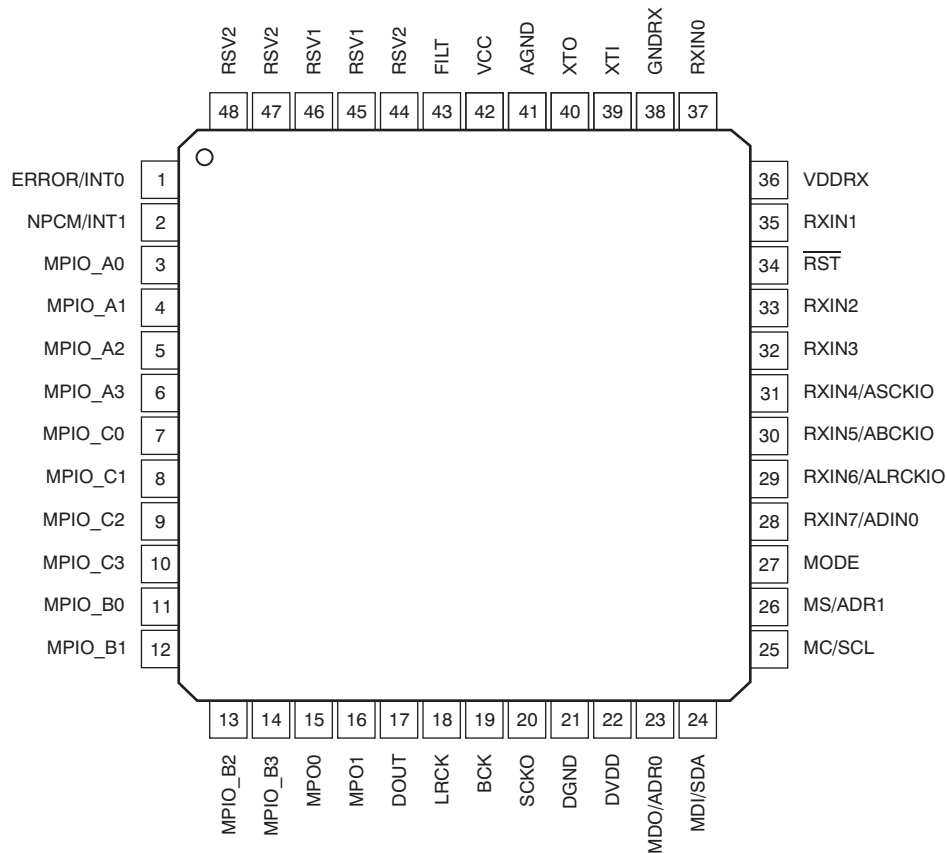 RSV2 RSV2 RSV1 RSV1 RSV2 FILT VCC AGND XTO XTI GNDRX RXIN0
48 47 46 45 44 43 42 41 40 39 38 37
ERROR/INT0 1 36 VDDRX
NPCM/INT1 2 35 RXIN1
MPIO_A0 3 34 RST
MPIO_A1 4 33 RXIN2
MPIO_A2 5 32 RXIN3
MPIO_A3 6 31 RXIN4/ASCKIO
MPIO_C0 7 30 RXIN5/ABCKIO
MPIO_C1 8 29 RXIN6/ALRCKIO
MPIO_C2 9 28 RXIN7/ADIN0
MPIO_C3 10 27 MODE
MPIO_B0 11 26 MS/ADR1
MPIO_B1 12 25 MC/SCL
13 14 15 16 17 18 19 20 21 22 23 24
MPIO_B2 MPIO_B3 MPO0 MPO1 DOUT LRCK BCK SCKO DGND DVDD MDO/ADR0 MDI/SDA